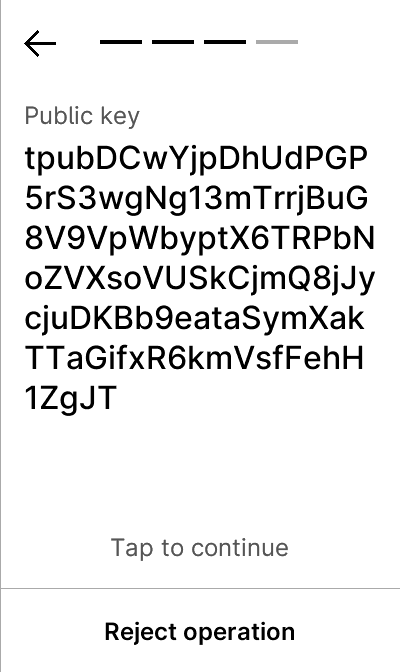 Public key
tpubDCwYjpDhUdPGP
5rS3wgNg13mTrrjBuG
8V9VpWbyptX6TRPbN
oZVXsoVUSkCjmQ8jJy
cjuDKBb9eataSymXak
TTaGifxR6kmVsfFehH
1ZgJT
Tap to continue
Reject operation